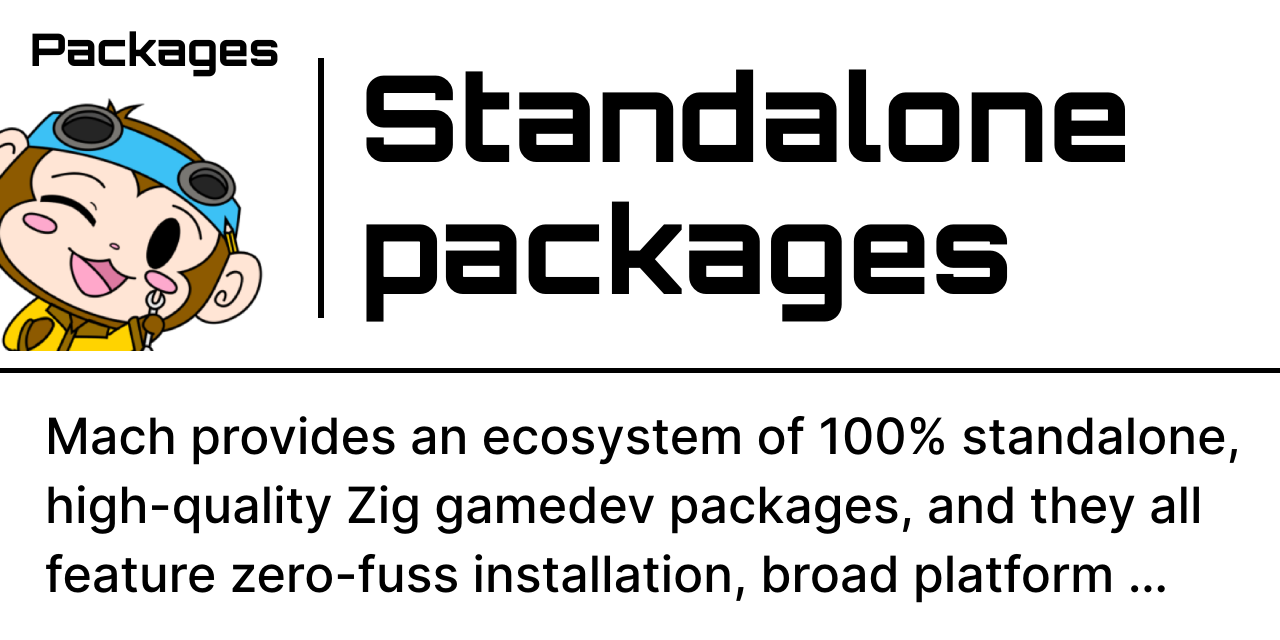 Packages
Standalone
packages
Mach provides an ecosystem of 100% standalone,
high-quality Zig gamedev packages, and they all
feature zero-fuss installation, broad platform ...